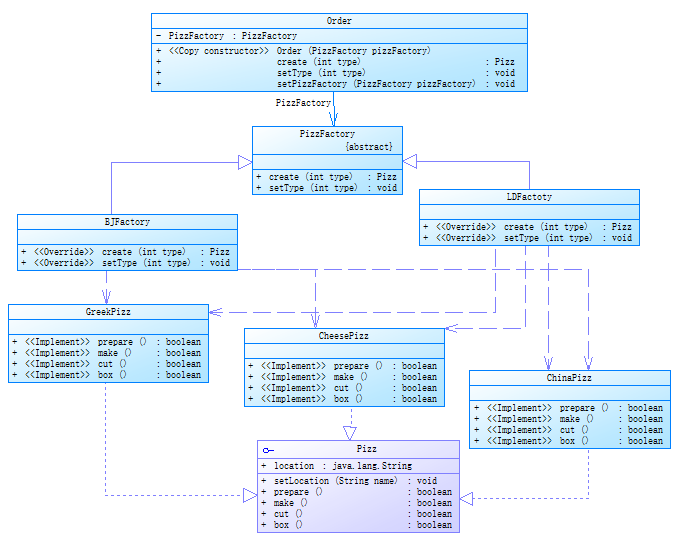 Order
- PizzFactory : PizzFactory
+ <<Copy constructor>> Order (PizzFactory pizzFactory)
+ create (int type) : Pizz
+ setType (int type) : void
+ setPizzFactory (PizzFactory pizzFactory) : void
PizzFactory
PizzFactory
{abstract}
+ create (int type) : Pizz
+ setType (int type) : void
LDFactoty
+ <<Override>> create (int type) : Pizz
+ <<Override>> setType (int type) : void
BJFactory
+ <<Override>> create (int type) : Pizz
+ <<Override>> setType (int type) : void
GreekPizz
+ <<Implement>> prepare () : boolean
+ <<Implement>> make () : boolean
+ <<Implement>> cut () : boolean
+ <<Implement>> box () : boolean
CheesePizz
+ <<Implement>> prepare () : boolean
+ <<Implement>> make () : boolean
+ <<Implement>> cut () : boolean
+ <<Implement>> box () : boolean
ChinaPizz
+ <<Implement>> prepare () : boolean
+ <<Implement>> make () : boolean
+ <<Implement>> cut () : boolean
+ <<Implement>> box () : boolean
Pizz
+ location : java.lang.String
+ setLocation (String name) : void
+ prepare () : boolean
+ make () : boolean
+ cut () : boolean
+ box () : boolean